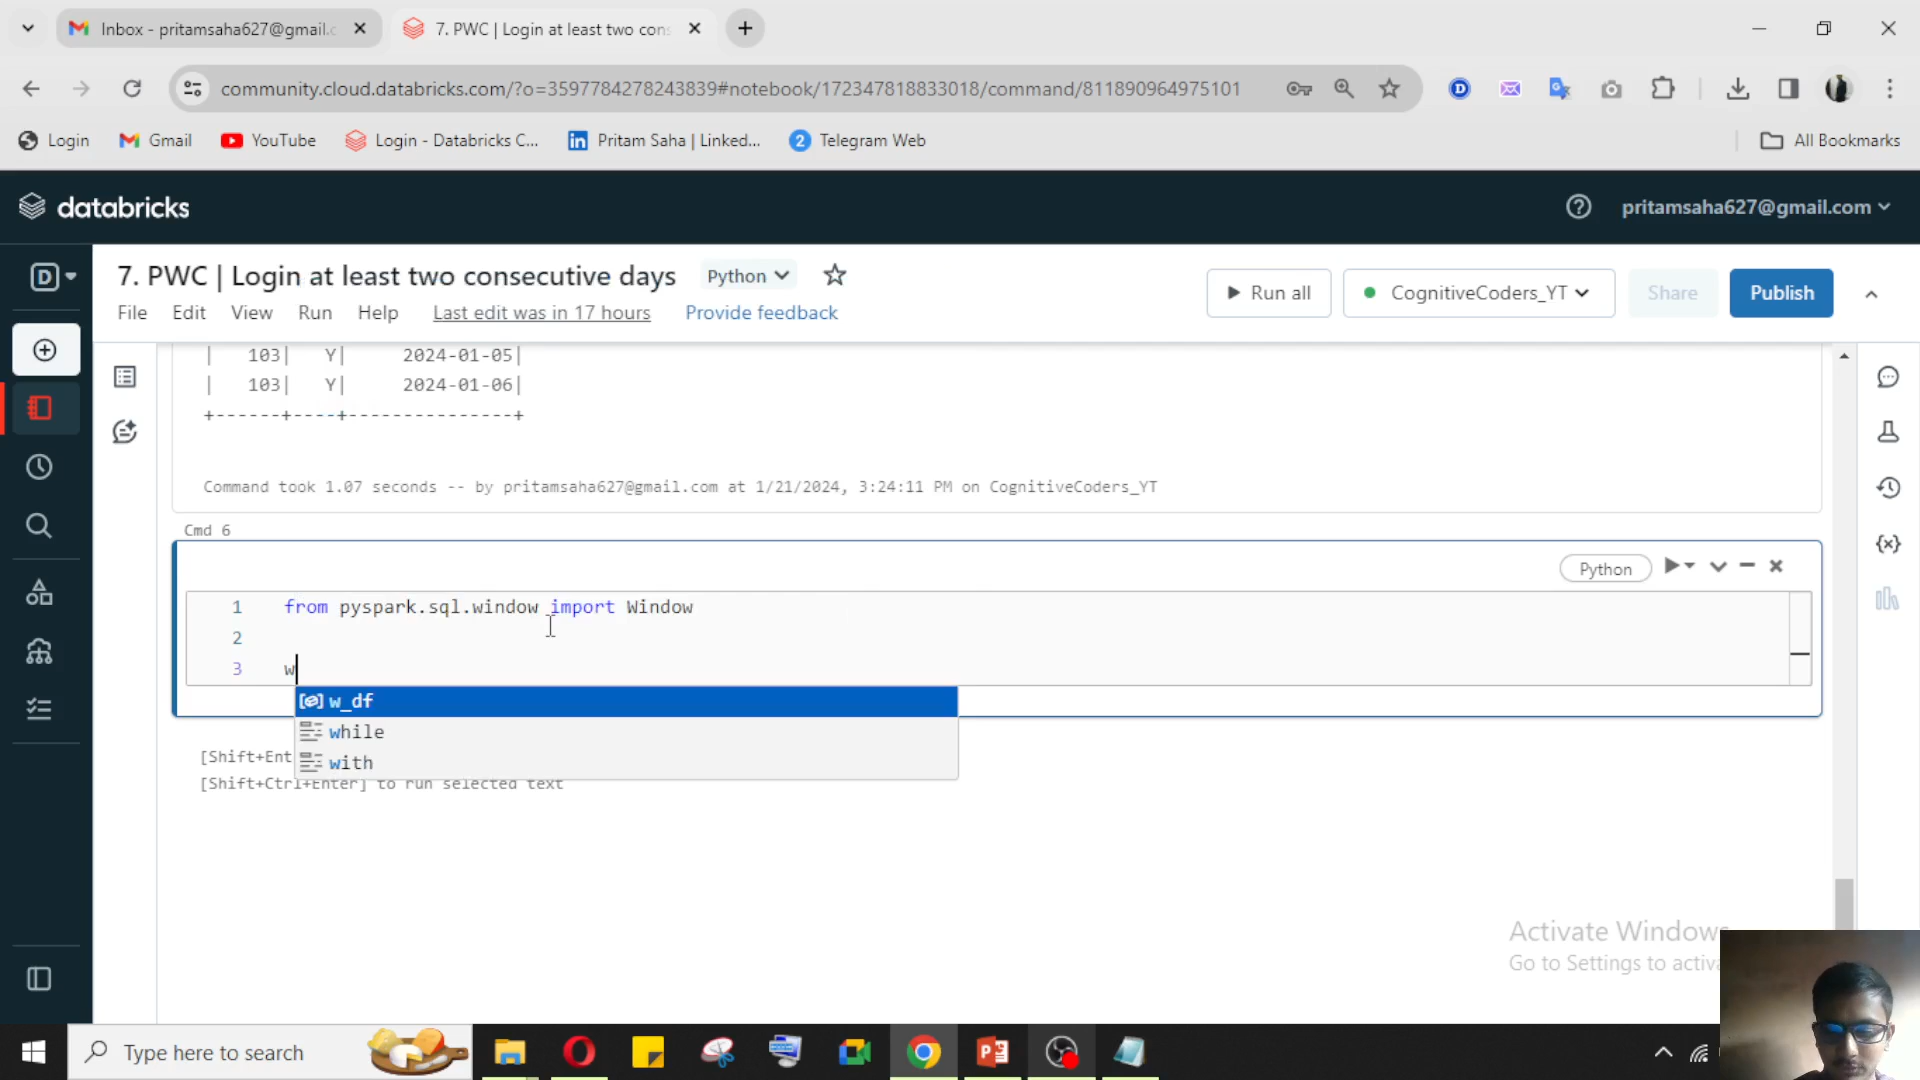 Inbox - pritamsaha627@gmail.c
7. PWC | Login at least two cons
community.cloud.databricks.com/?o=3597784278243839#notebook/172347818833018/command/811890964975101
Login
Gmail
YouTube
Login - Databricks C...
Pritam Saha | Linked...
2 Telegram Web
All Bookmarks
databricks
pritamsaha627@gmail.com
D
7. PWC | Login at least two consecutive days
Python
File Edit View Run Help Last edit was in 17 hours Provide feedback
Run all
CognitiveCoders_YT
Share
Publish
| 103| Y| 2024-01-05|
| 103| Y| 2024-01-06|
+------+----+---------------+
Command took 1.07 seconds -- by pritamsaha627@gmail.com at 1/21/2024, 3:24:11 PM on CognitiveCoders_YT
Cmd 6
Python
1 from pyspark.sql.window import Window
2
3 w
w_df
while
with
[Shift+Ent
[Shift+Ctrl+Enter] to run selected text
Activate Windows
Go to Settings to activa
Type here to search